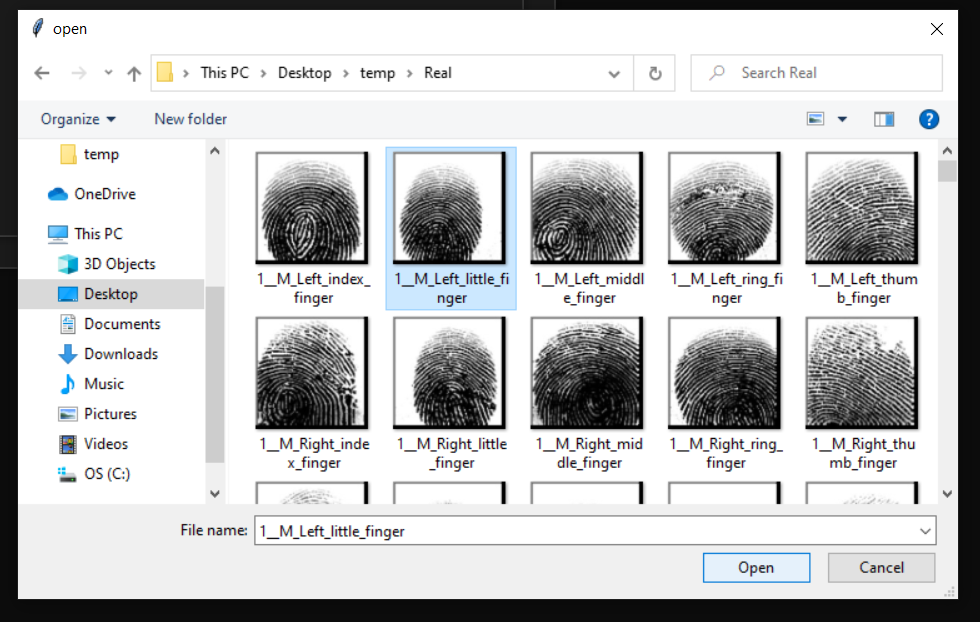 open
This PC
Desktop
temp
Real
Search Real
Organize
New folder
temp
OneDrive
This PC
3D Objects
Desktop
Documents
Downloads
Music
Pictures
Videos
OS (C:)
1__M_Left_index_
finger
1__M_Left_little_fi
nger
1__M_Left_middl
e_finger
1__M_Left_ring_fi
nger
1__M_Left_thum
b_finger
1__M_Right_inde
x_finger
1__M_Right_little
_finger
1__M_Right_mid
dle_finger
1__M_Right_ring_
finger
1__M_Right_thu
mb_finger
File name:
1__M_Left_little_finger
Open
Cancel